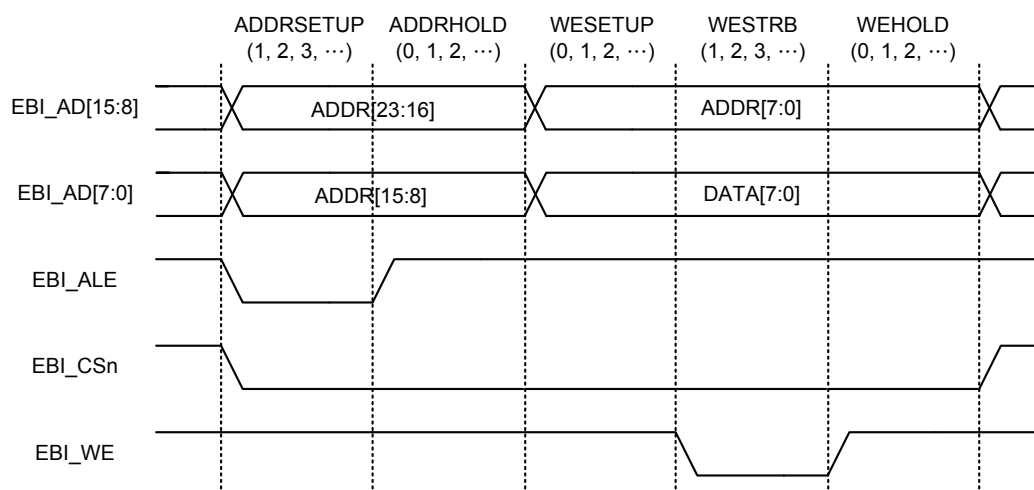 ADDRSETUP ADDRHOLD WESETUP WESTRB WEHOLD
(1, 2, 3, ⋯) (0, 1, 2, ⋯) (0, 1, 2, ⋯) (1, 2, 3, ⋯) (0, 1, 2, ⋯)
EBI_AD[15:8] ADDR[23:16] ADDR[7:0]
EBI_AD[7:0] ADDR[15:8] DATA[7:0]
EBI_ALE
EBI_CSn
EBI_WE